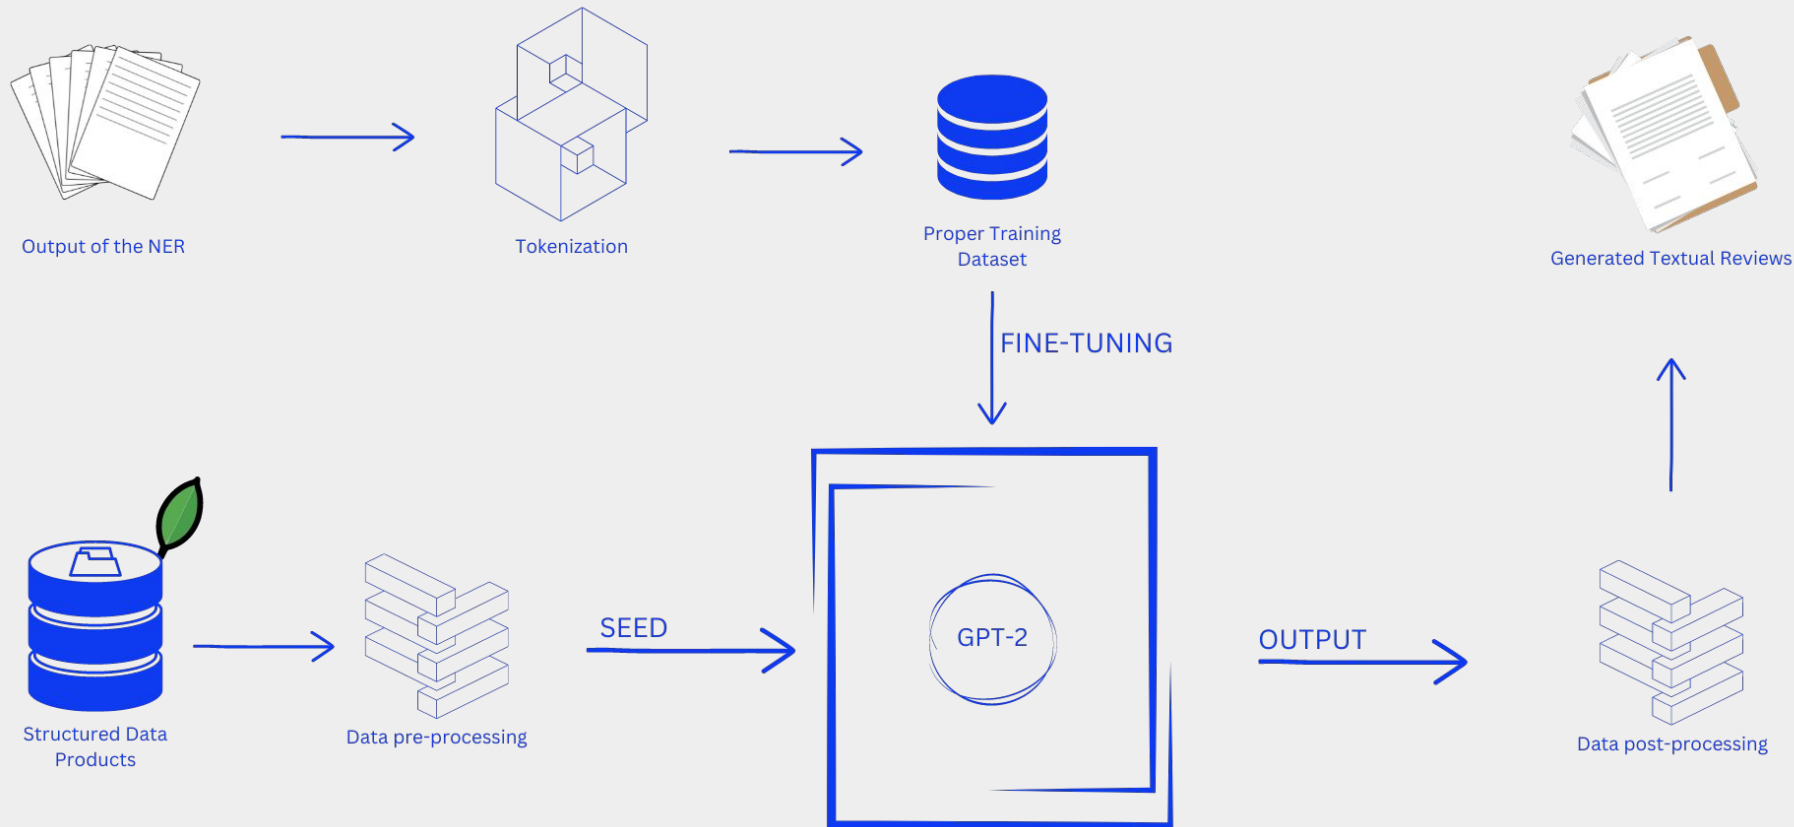 Output of the NER
Tokenization
Proper Training
Dataset
Generated Textual Reviews
FINE-TUNING
Structured Data
Products
Data pre-processing
SEED
GPT-2
OUTPUT
Data post-processing